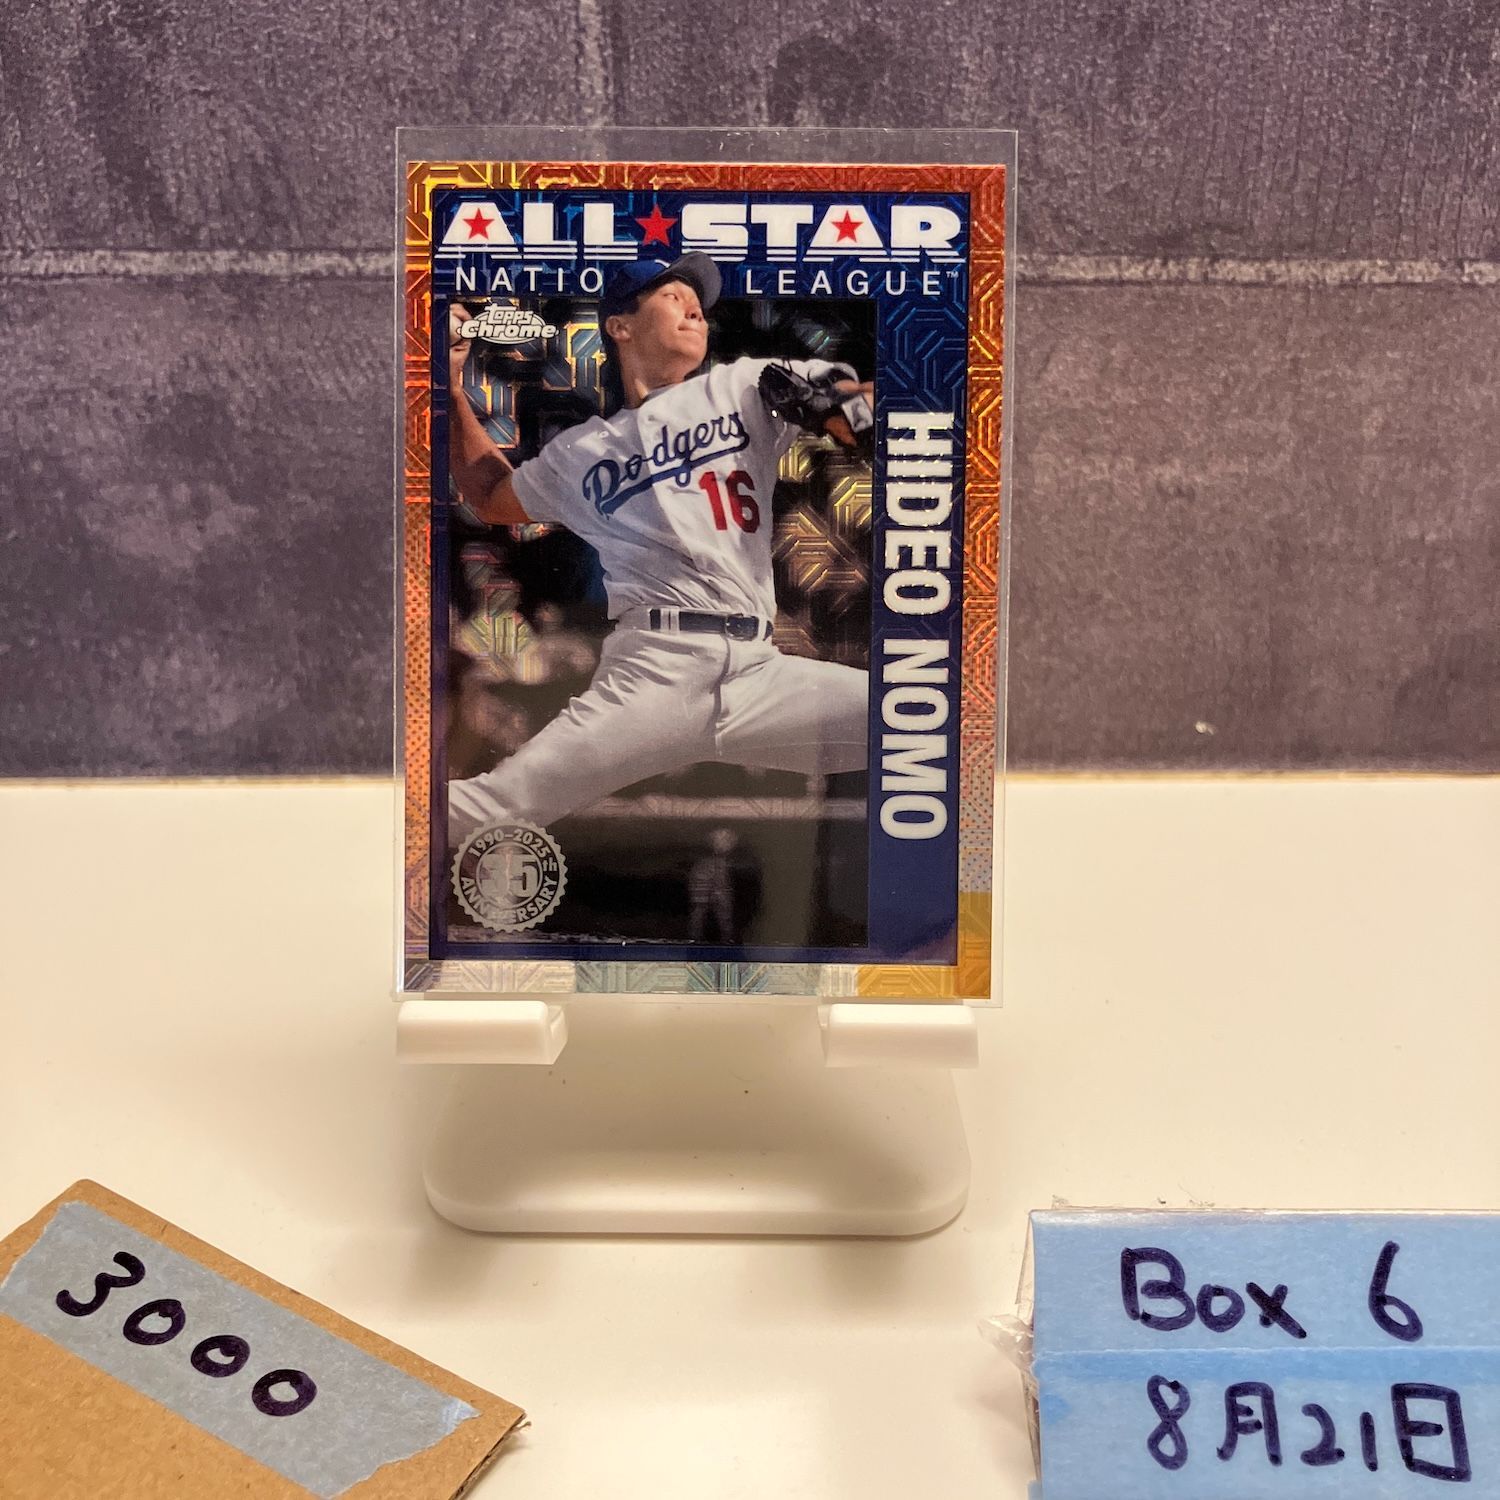 ALL★STAR
NATIO LEAGUE™
Topps
Chrome
Dodgers
16
HIDEO NOMO
1990–2025
35th
ANNIVERSARY
3000
Box 6
8月21日